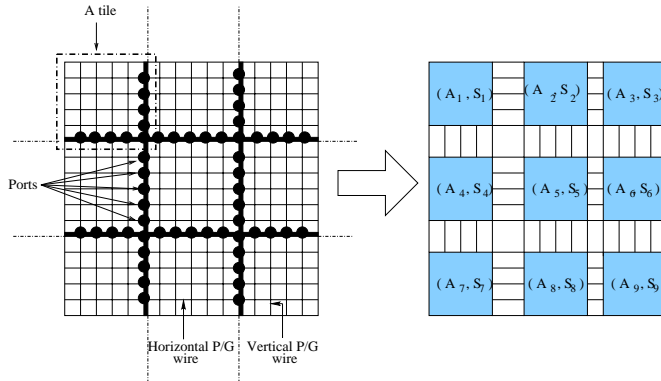 A tile
Ports
Horizontal P/G
wire
Vertical P/G
wire
(A1, S1)
(A2, S2)
(A3, S3)
(A4, S4)
(A5, S5)
(A6, S6)
(A7, S7)
(A8, S8)
(A9, S9)